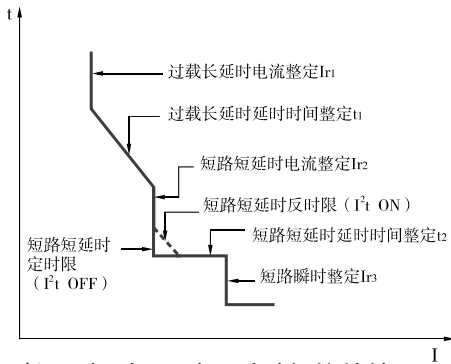 t
过载长延时电流整定Ir1
过载长延时延时时间整定t1
短路短延时电流整定Ir2
短路短延时反时限（I²t ON）
短路短延时延时时间整定t2
短路短延时
定时限
（I²t OFF）
短路瞬时整定Ir3
I